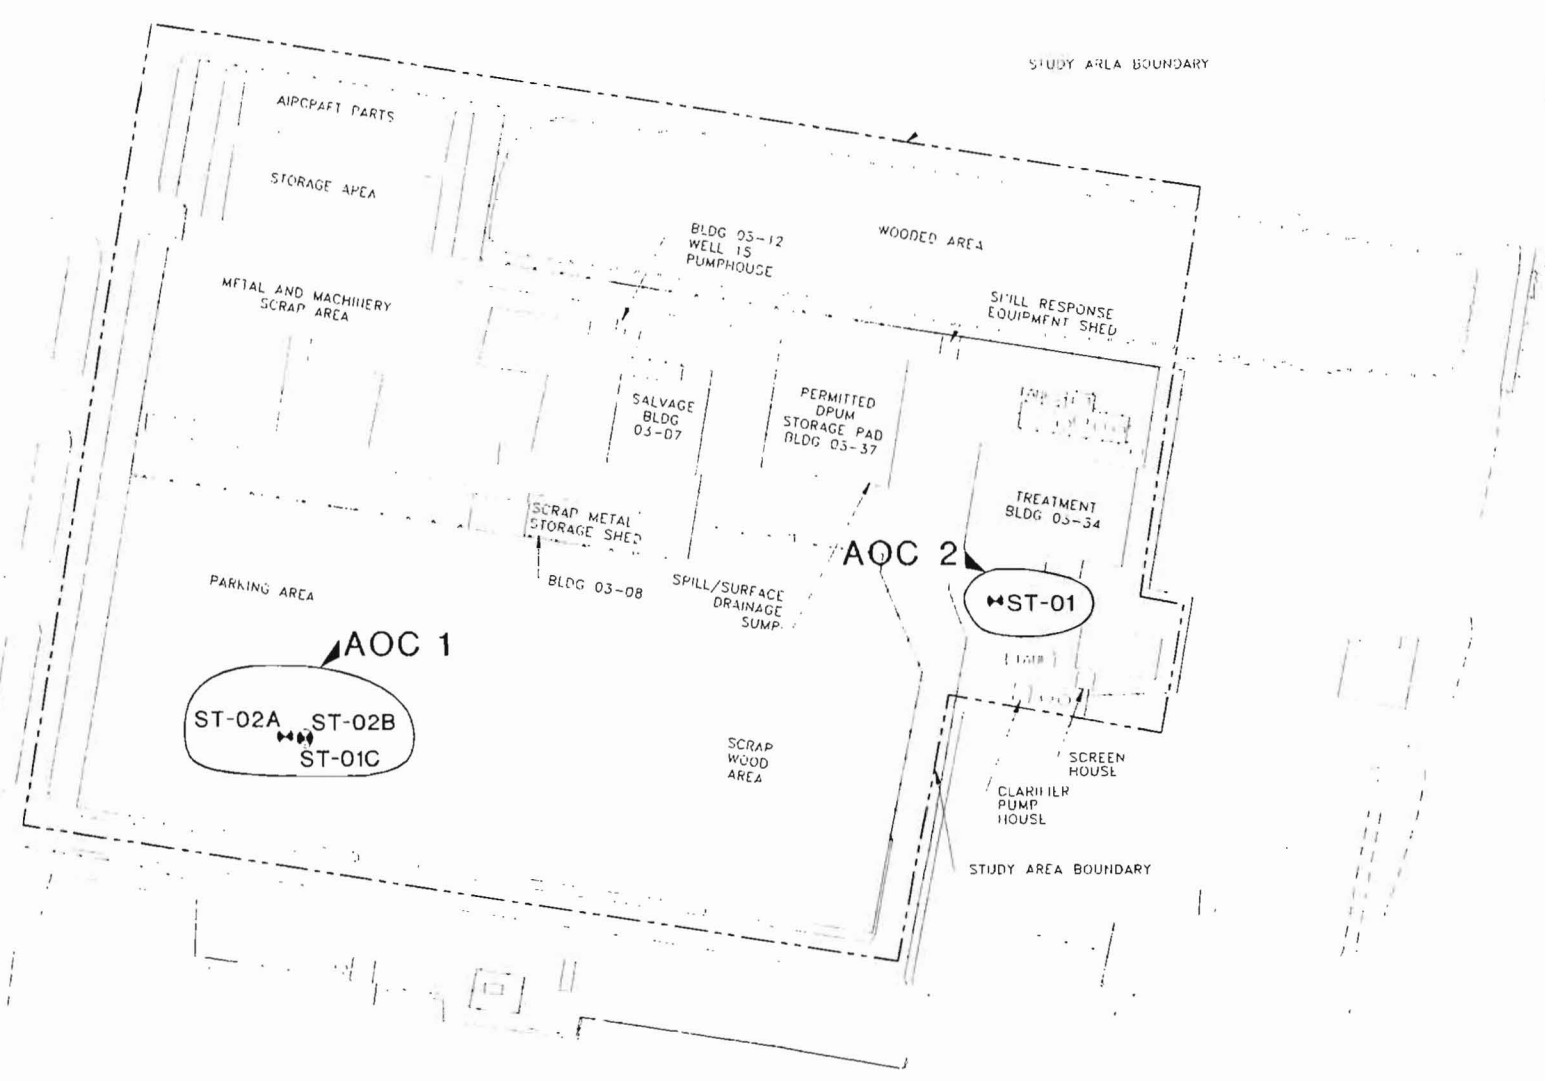 STUDY AREA BOUNDARY
AIRCRAFT PARTS
STORAGE AREA
BLDG 03-12
WELL 15
PUMPHOUSE
WOODED AREA
METAL AND MACHINERY
SCRAP AREA
SPILL RESPONSE
EQUIPMENT SHED
SALVAGE
BLDG
03-07
PERMITTED
DRUM
STORAGE PAD
BLDG 03-37
TREATMENT
BLDG 03-34
SCRAP METAL
STORAGE SHED
AOC 2
ST-01
PARKING AREA
BLDG 03-08
SPILL/SURFACE
DRAINAGE
SUMP
AOC 1
ST-02A
ST-02B
ST-01C
SCRAP
WOOD
AREA
SCREEN
HOUSE
CLARIFIER
PUMP
HOUSE
STUDY AREA BOUNDARY